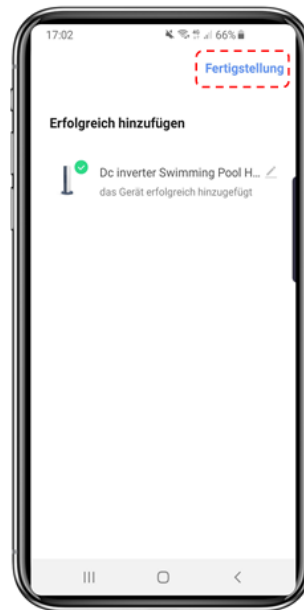 17:02 66%
Fertigstellung
Erfolgreich hinzufügen
Dc inverter Swimming Pool H...
das Gerät erfolgreich hinzugefügt